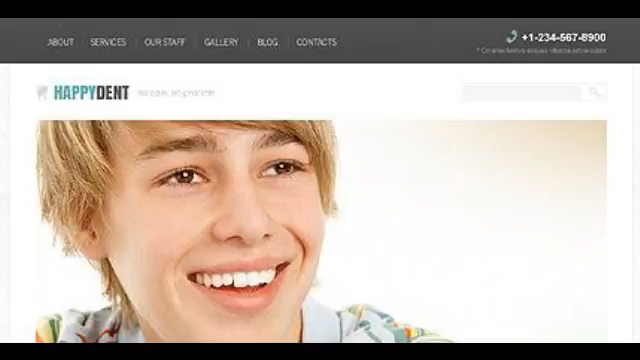 ABOUT SERVICES OUR STAFF GALLERY BLOG CONTACTS
+1-234-567-8900
HAPPYDENT